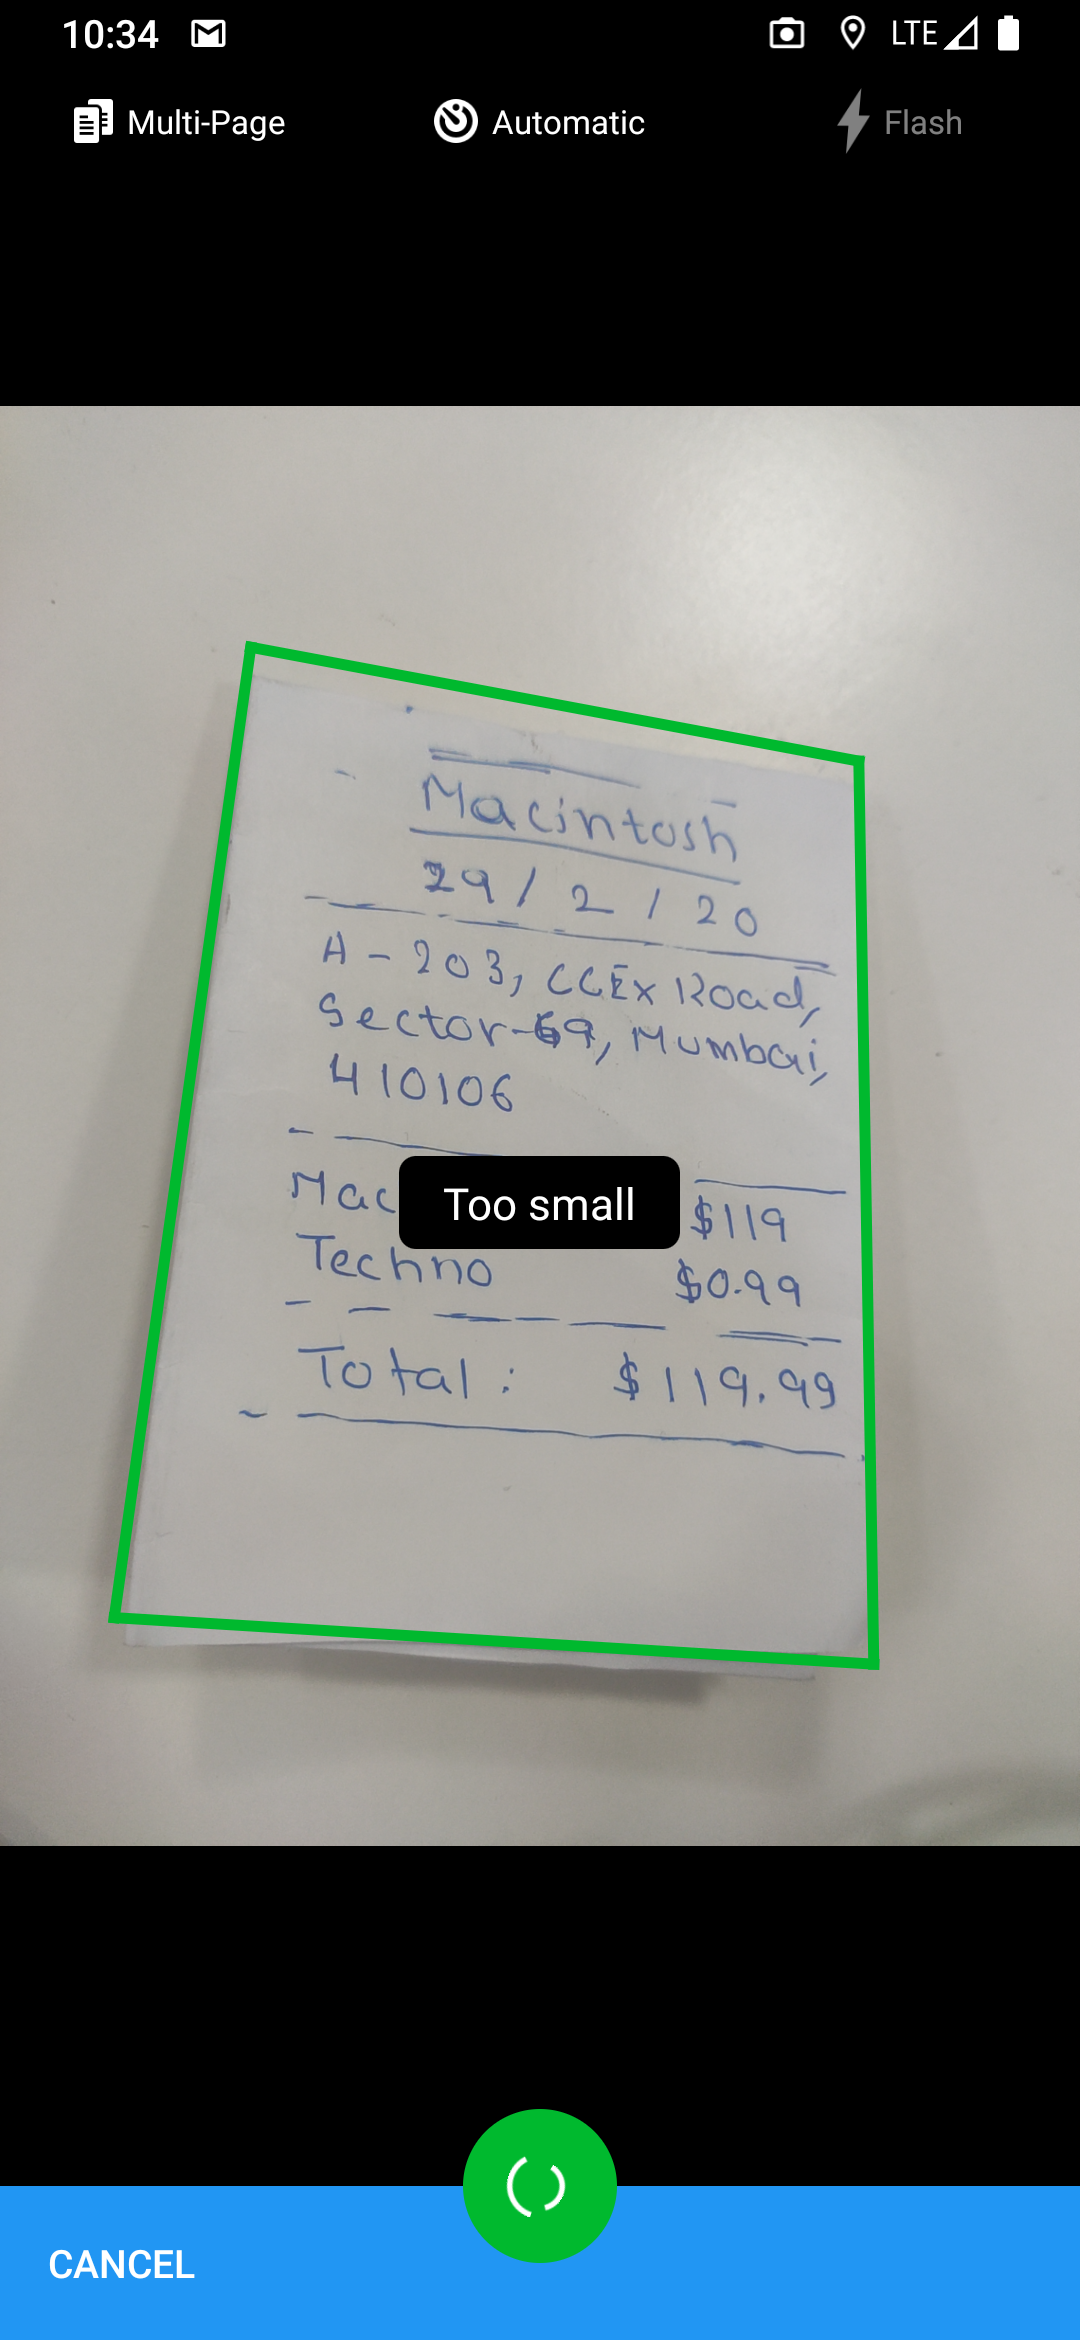 10:34 LTE
Multi-Page Automatic Flash
Macintosh
29/2/20
A-203, CCEx Road,
Sector-69, Mumbai,
410106
Mac $119
Too small
Techno $0.99
Total: $119.99
CANCEL